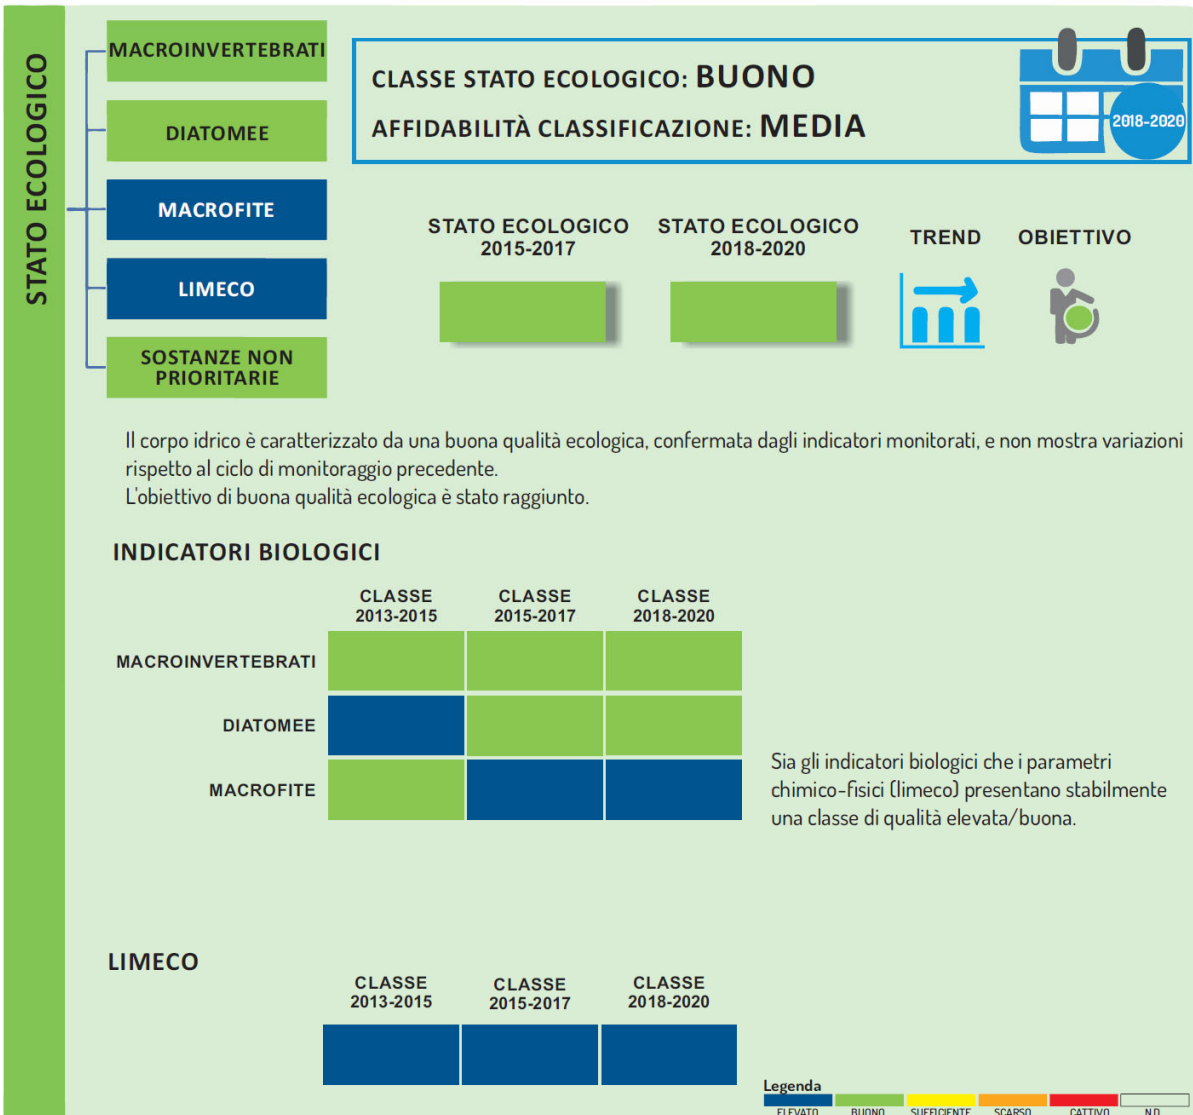 STATO ECOLOGICO
MACROINVERTEBRATI
DIATOMEE
MACROFITE
LIMECO
SOSTANZE NON
PRIORITARIE
CLASSE STATO ECOLOGICO: BUONO
AFFIDABILITÀ CLASSIFICAZIONE: MEDIA
2018-2020
STATO ECOLOGICO
2015-2017
STATO ECOLOGICO
2018-2020
TREND
OBIETTIVO
Il corpo idrico è caratterizzato da una buona qualità ecologica, confermata dagli indicatori monitorati, e non mostra variazioni
rispetto al ciclo di monitoraggio precedente.
L'obiettivo di buona qualità ecologica è stato raggiunto.
INDICATORI BIOLOGICI
CLASSE
2013-2015
CLASSE
2015-2017
CLASSE
2018-2020
MACROINVERTEBRATI
DIATOMEE
MACROFITE
Sia gli indicatori biologici che i parametri
chimico-fisici (limeco) presentano stabilmente
una classe di qualità elevata/buona.
LIMECO
CLASSE
2013-2015
CLASSE
2015-2017
CLASSE
2018-2020
Legenda
ELEVATO BUONO SUFFICIENTE SCARSO CATTIVO N.D.